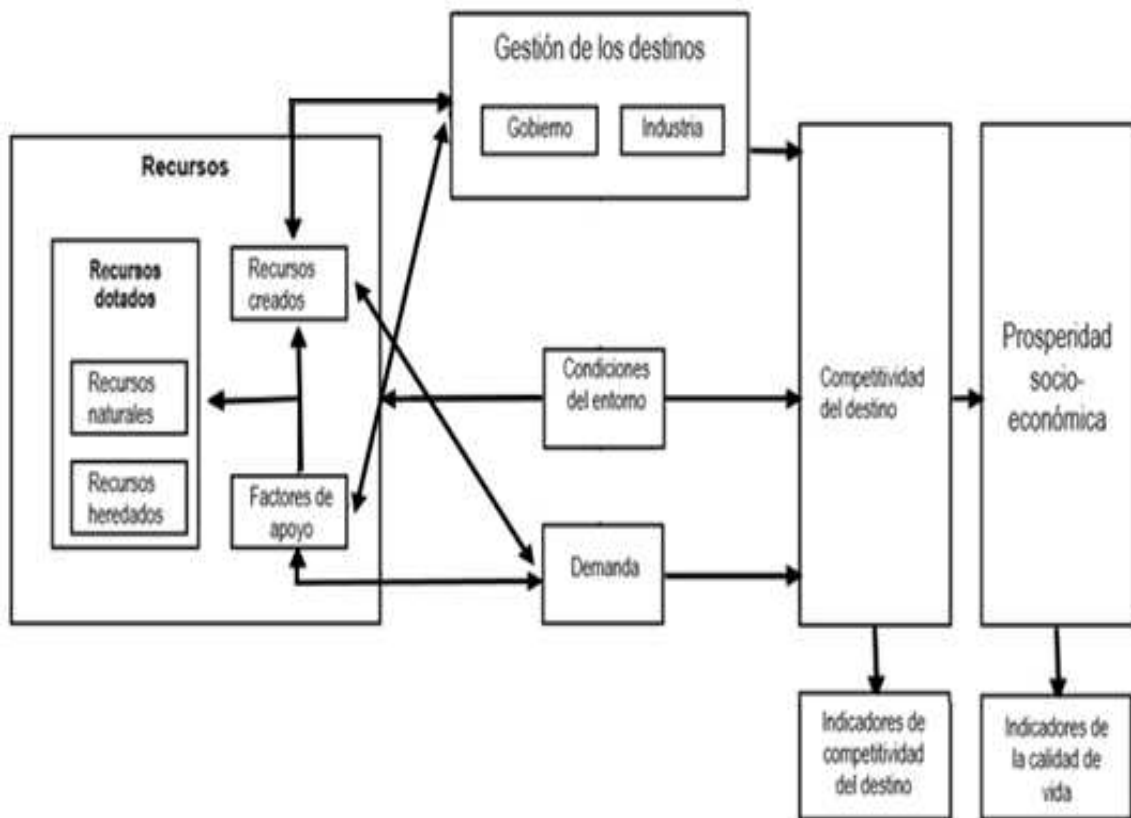 Gestión de los destinos
Gobierno
Industria
Recursos
Recursos
dotados
Recursos
naturales
Recursos
heredados
Recursos
creados
Factores de
apoyo
Condiciones
del entorno
Demanda
Competitividad
del destino
Prosperidad
socio-
económica
Indicadores de
competitividad
del destino
Indicadores de
la calidad de
vida